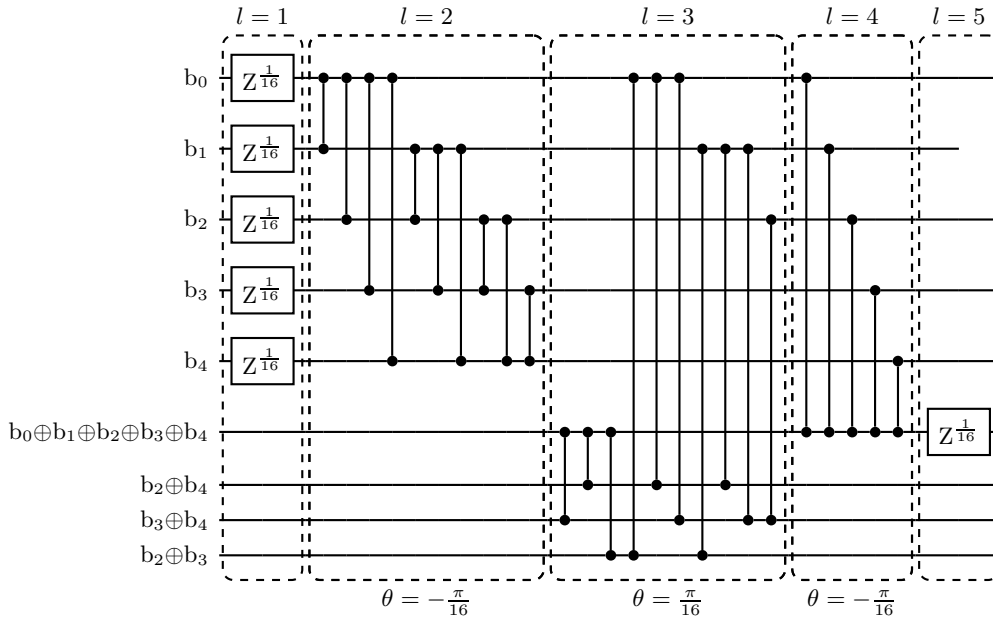 l = 1 l = 2 l = 3 l = 4 l = 5
b₀ Z^{1/16}
b₁ Z^{1/16}
b₂ Z^{1/16}
b₃ Z^{1/16}
b₄ Z^{1/16}
b₀⊕b₁⊕b₂⊕b₃⊕b₄ Z^{1/16}
b₂⊕b₄
b₃⊕b₄
b₂⊕b₃
θ = −π/16 θ = π/16 θ = −π/16